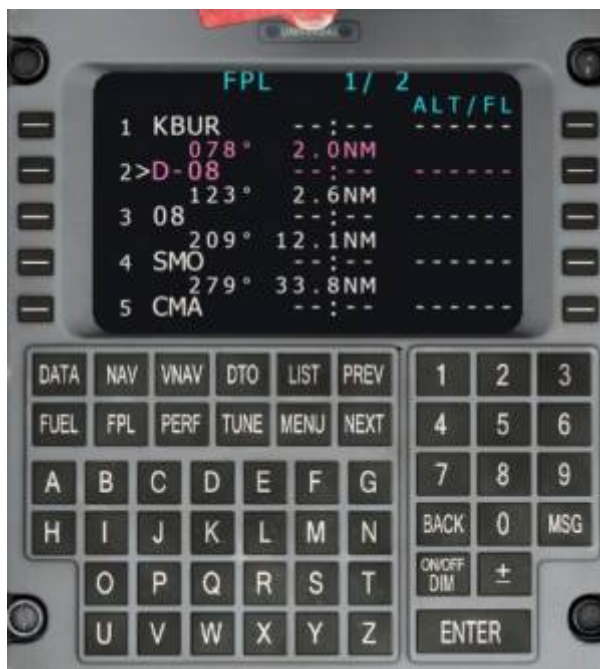 UNIVERSAL
FPL 1/ 2
ALT/FL
1 KBUR --:-- ------
078° 2.0NM
2>D-08 --:-- ------
123° 2.6NM
3 08 --:-- ------
209° 12.1NM
4 SMO --:-- ------
279° 33.8NM
5 CMA --:-- ------
DATA NAV VNAV DTO LIST PREV 1 2 3
FUEL FPL PERF TUNE MENU NEXT 4 5 6
A B C D E F G 7 8 9
H I J K L M N BACK 0 MSG
O P Q R S T ON/OFF DIM ±
U V W X Y Z ENTER